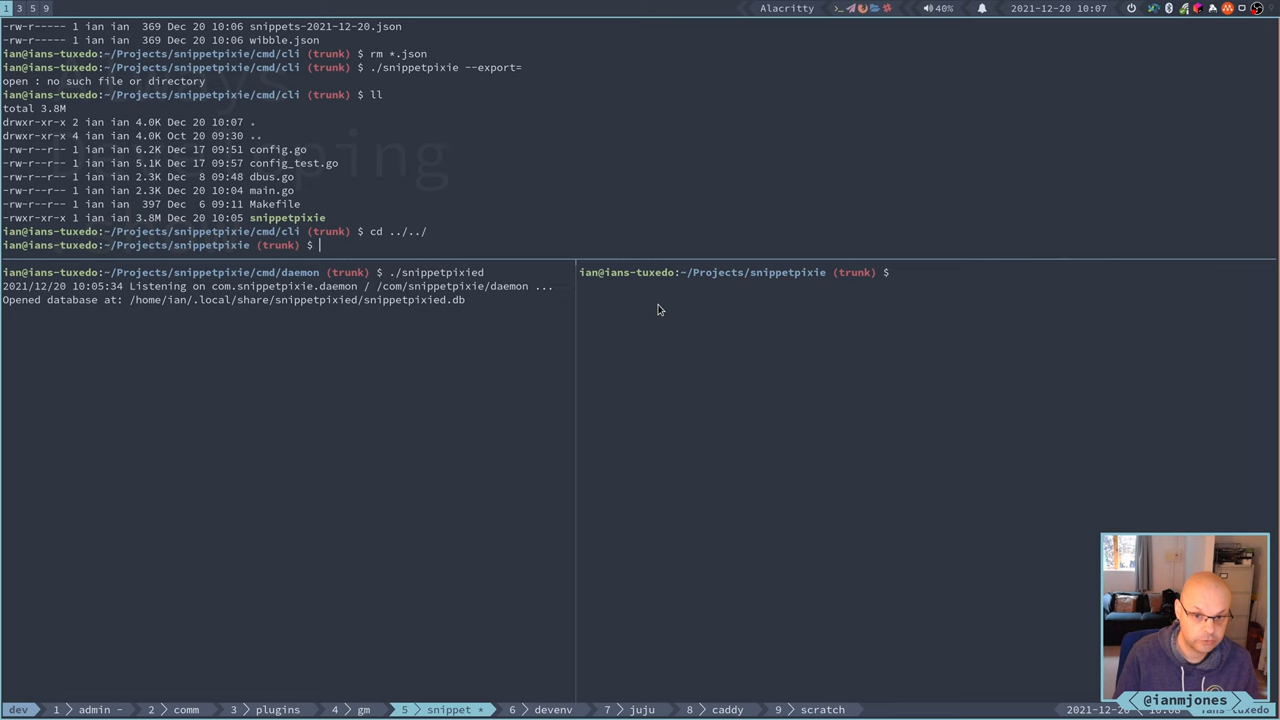 1 3 5 9
Alacritty
40%
2021-12-20 10:07
-rw-r----- 1 ian ian  369 Dec 20 10:06 snippets-2021-12-20.json
-rw-r----- 1 ian ian  369 Dec 20 10:06 wibble.json
ian@ians-tuxedo:~/Projects/snippetpixie/cmd/cli (trunk) $ rm *.json
ian@ians-tuxedo:~/Projects/snippetpixie/cmd/cli (trunk) $ ./snippetpixie --export=
open : no such file or directory
ian@ians-tuxedo:~/Projects/snippetpixie/cmd/cli (trunk) $ ll
total 3.8M
drwxr-xr-x 2 ian ian 4.0K Dec 20 10:07 .
drwxr-xr-x 4 ian ian 4.0K Oct 20 09:30 ..
-rw-r--r-- 1 ian ian 6.2K Dec 17 09:51 config.go
-rw-r--r-- 1 ian ian 5.1K Dec 17 09:57 config_test.go
-rw-r--r-- 1 ian ian 2.3K Dec  8 09:48 dbus.go
-rw-r--r-- 1 ian ian 2.3K Dec 20 10:04 main.go
-rw-r--r-- 1 ian ian  397 Dec  6 09:11 Makefile
-rwxr-xr-x 1 ian ian 3.8M Dec 20 10:05 snippetpixie
ian@ians-tuxedo:~/Projects/snippetpixie/cmd/cli (trunk) $ cd ../../
ian@ians-tuxedo:~/Projects/snippetpixie (trunk) $
ian@ians-tuxedo:~/Projects/snippetpixie/cmd/daemon (trunk) $ ./snippetpixied
2021/12/20 10:05:34 Listening on com.snippetpixie.daemon / /com/snippetpixie/daemon ...
Opened database at: /home/ian/.local/share/snippetpixied/snippetpixied.db
ian@ians-tuxedo:~/Projects/snippetpixie (trunk) $
@ianmjones
dev 1 admin - 2 comm 3 plugins 4 gm 5 snippet * 6 devenv 7 juju 8 caddy 9 scratch